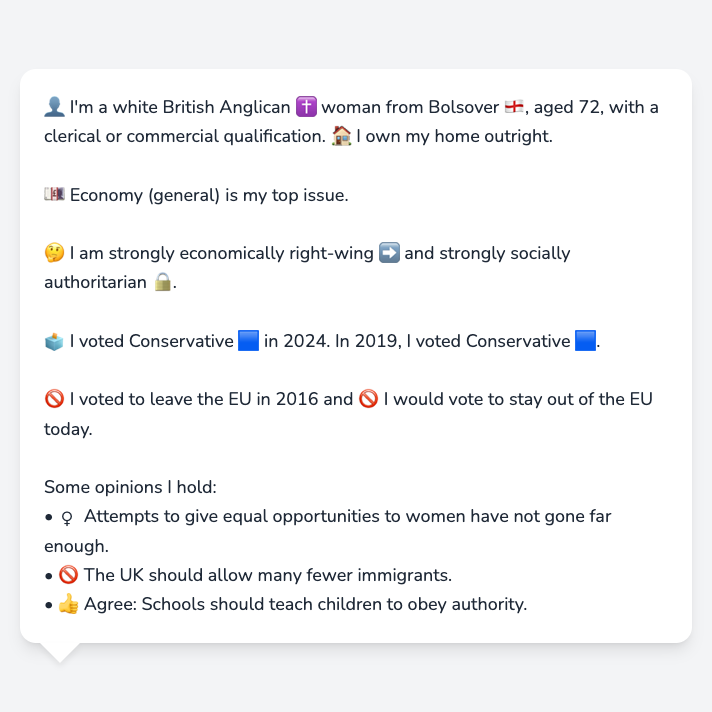 👤 I'm a white British Anglican ✝️ woman from Bolsover 🏴󠁧󠁢󠁥󠁮󠁧󠁿, aged 72, with a
clerical or commercial qualification. 🏠 I own my home outright.
💷 Economy (general) is my top issue.
🤔 I am strongly economically right-wing ➡️ and strongly socially
authoritarian 🔒.
🗳️ I voted Conservative 🟦 in 2024. In 2019, I voted Conservative 🟦.
🚫 I voted to leave the EU in 2016 and 🚫 I would vote to stay out of the EU
today.
Some opinions I hold:
• ♀️ Attempts to give equal opportunities to women have not gone far
enough.
• 🚫 The UK should allow many fewer immigrants.
• 👍 Agree: Schools should teach children to obey authority.